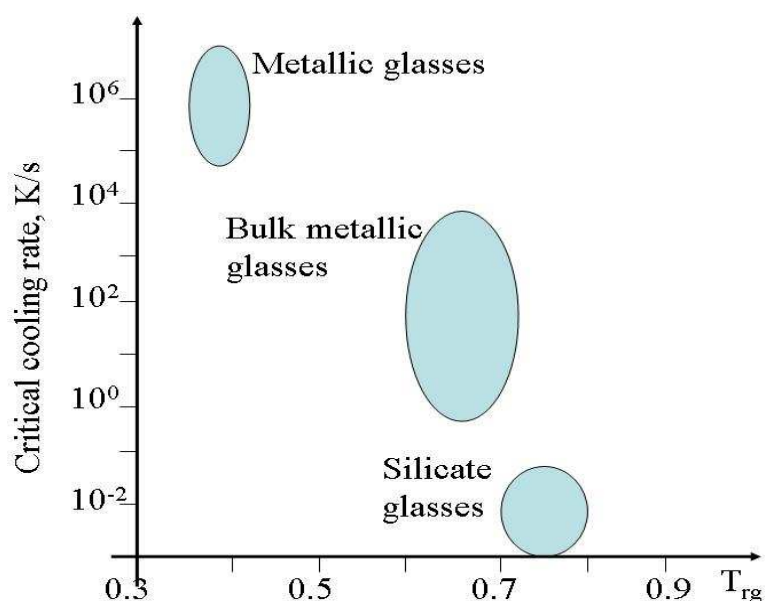 Metallic glasses
10⁶
10⁴
Bulk metallic
glasses
10²
10⁰
Silicate
glasses
10⁻²
Critical cooling rate, K/s
0.3 0.5 0.7 0.9 Trg